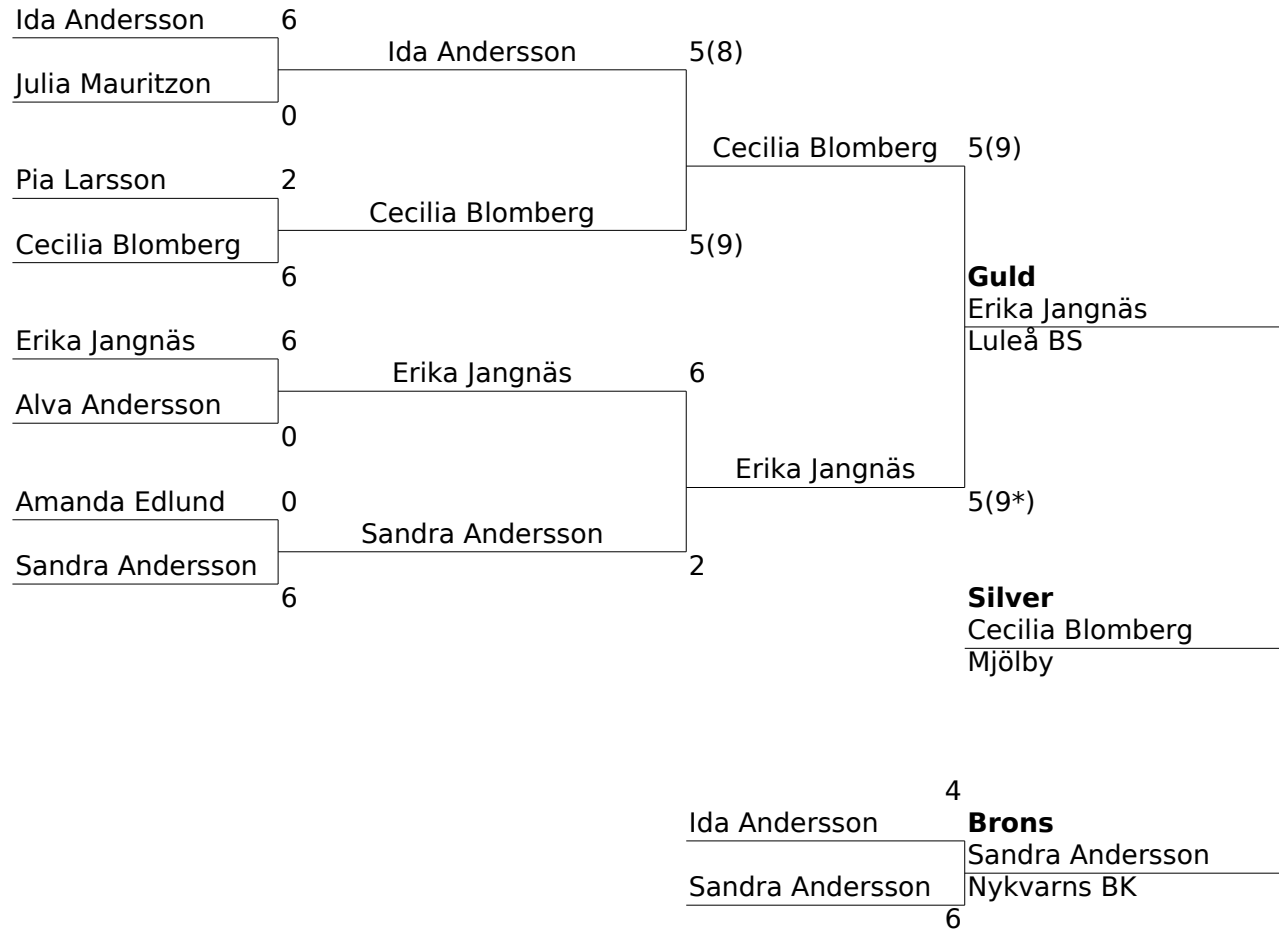 Ida Andersson 6
Ida Andersson 5(8)
Julia Mauritzon
0
Cecilia Blomberg 5(9)
Pia Larsson 2
Cecilia Blomberg
Cecilia Blomberg 5(9)
6
Guld
Erika Jangnäs
Luleå BS
Erika Jangnäs 6
Erika Jangnäs 6
Alva Andersson
0
Erika Jangnäs
Amanda Edlund 0 5(9*)
Sandra Andersson
Sandra Andersson 2
6
Silver
Cecilia Blomberg
Mjölby
4
Ida Andersson Brons
Sandra Andersson
Sandra Andersson Nykvarns BK
6